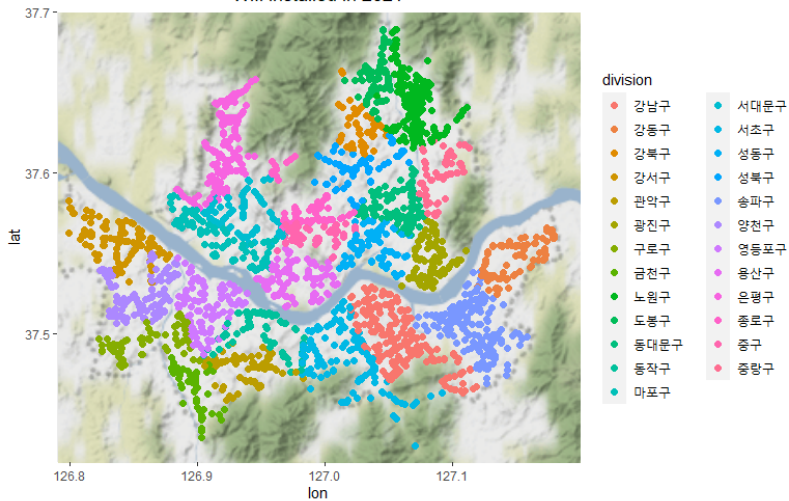 37.7
37.6
37.5
lat
126.8
126.9
127.0
127.1
lon
division
강남구
강동구
강북구
강서구
관악구
광진구
구로구
금천구
노원구
도봉구
동대문구
동작구
마포구
서대문구
서초구
성동구
성북구
송파구
양천구
영등포구
용산구
은평구
종로구
중구
중랑구